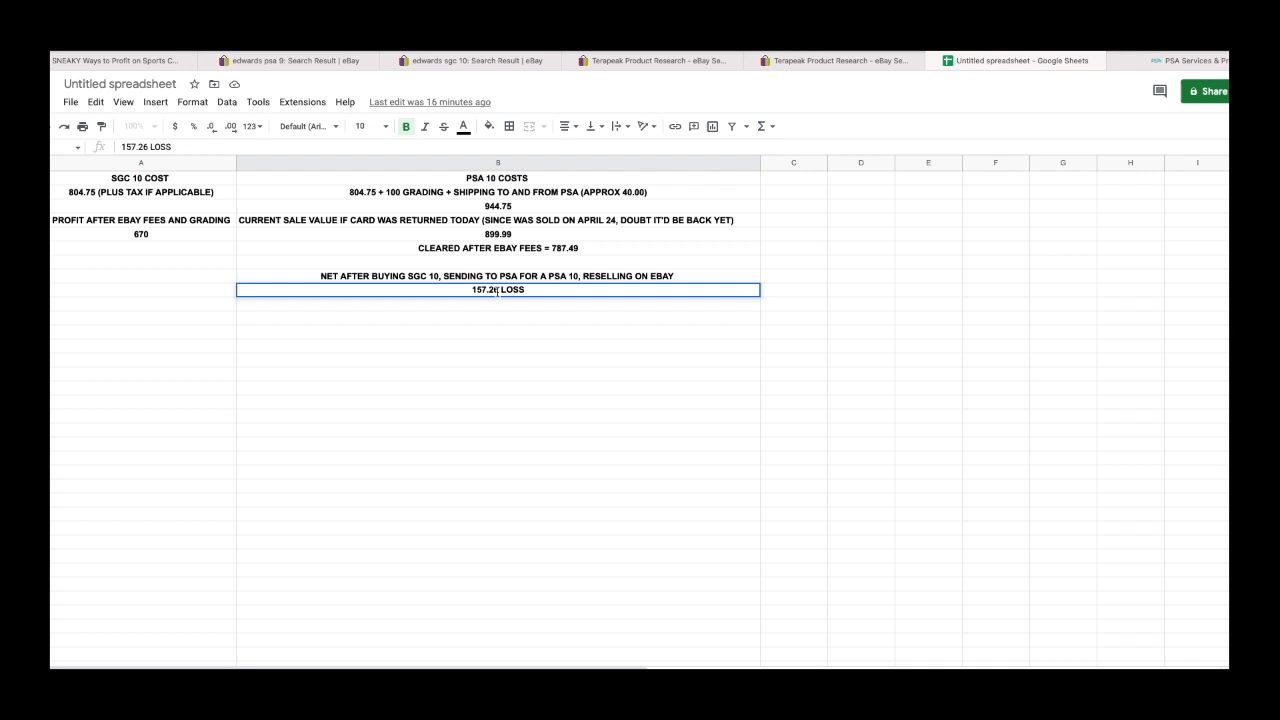 SNEAKY Ways to Profit on Sports C... edwards psa 9: Search Result | eBay edwards sgc 10: Search Result | eBay Terapeak Product Research - eBay Se... Terapeak Product Research - eBay Se... Untitled spreadsheet - Google Sheets PSA Services & Pr
Untitled spreadsheet
File Edit View Insert Format Data Tools Extensions Help Last edit was 16 minutes ago
Share
100% $ % .0 .00 123 Default (Ari... 10 B I S A
fx 157.26 LOSS
A B C D E F G H I
SGC 10 COST PSA 10 COSTS
804.75 (PLUS TAX IF APPLICABLE) 804.75 + 100 GRADING + SHIPPING TO AND FROM PSA (APPROX 40.00)
944.75
PROFIT AFTER EBAY FEES AND GRADING CURRENT SALE VALUE IF CARD WAS RETURNED TODAY (SINCE WAS SOLD ON APRIL 24, DOUBT IT'D BE BACK YET)
670 899.99
CLEARED AFTER EBAY FEES = 787.49
NET AFTER BUYING SGC 10, SENDING TO PSA FOR A PSA 10, RESELLING ON EBAY
157.26 LOSS